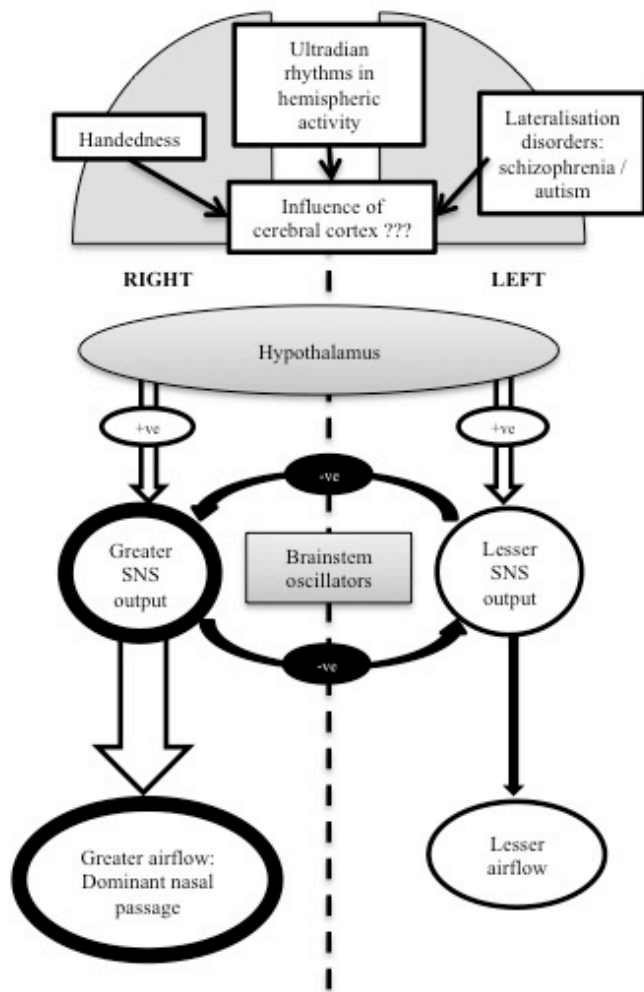 Ultradian
rhythms in
hemispheric
activity
Handedness
Lateralisation
disorders:
schizophrenia /
autism
Influence of
cerebral cortex ???
RIGHT
LEFT
Hypothalamus
+ve
+ve
-ve
Greater
SNS
output
Brainstem
oscillators
Lesser
SNS
output
-ve
Greater airflow:
Dominant nasal
passage
Lesser
airflow